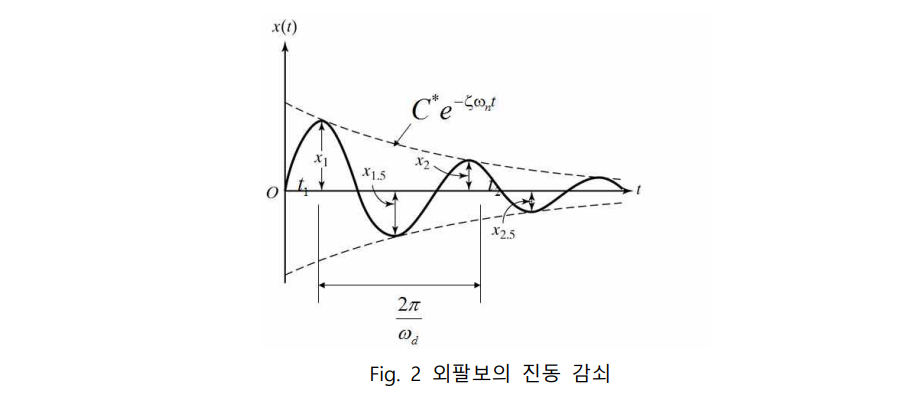 x(t)
C*e^{-ζω_n t}
x_1
x_{1.5}
x_2
O
t_1
t_2
t
x_{2.5}
2π
ω_d
Fig. 2 외팔보의 진동 감쇠